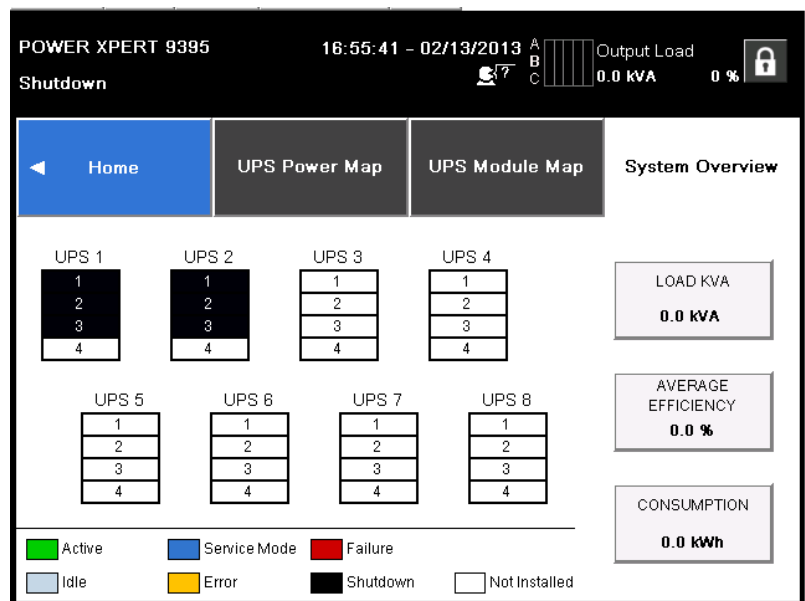 POWER XPERT 9395
16:55:41 - 02/13/2013
A
B
C
Output Load
0.0 kVA 0 %
Shutdown
?
Home
UPS Power Map
UPS Module Map
System Overview
UPS 1 UPS 2 UPS 3 UPS 4
1 1 1 1
2 2 2 2
3 3 3 3
4 4 4 4
LOAD KVA
0.0 kVA
UPS 5 UPS 6 UPS 7 UPS 8
1 1 1 1
2 2 2 2
3 3 3 3
4 4 4 4
AVERAGE
EFFICIENCY
0.0 %
CONSUMPTION
0.0 kWh
Active Service Mode Failure
Idle Error Shutdown Not Installed